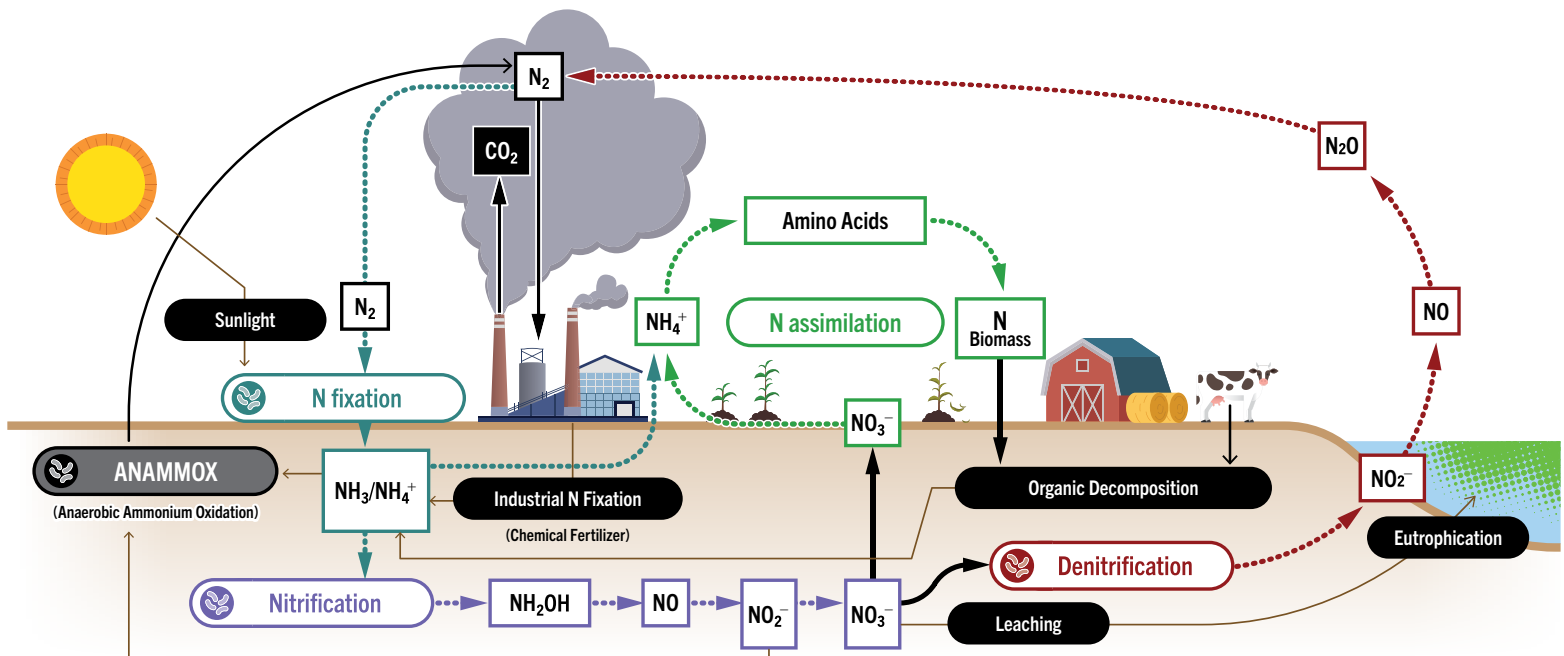 N₂
CO₂
N₂O
Amino Acids
N₂
Sunlight
NH₄⁺
N assimilation
N
Biomass
NO
N fixation
NO₃⁻
ANAMMOX
(Anaerobic Ammonium Oxidation)
NH₃/NH₄⁺
Industrial N Fixation
(Chemical Fertilizer)
Organic Decomposition
NO₂⁻
Eutrophication
Denitrification
Nitrification
NH₂OH
NO
NO₂⁻
NO₃⁻
Leaching